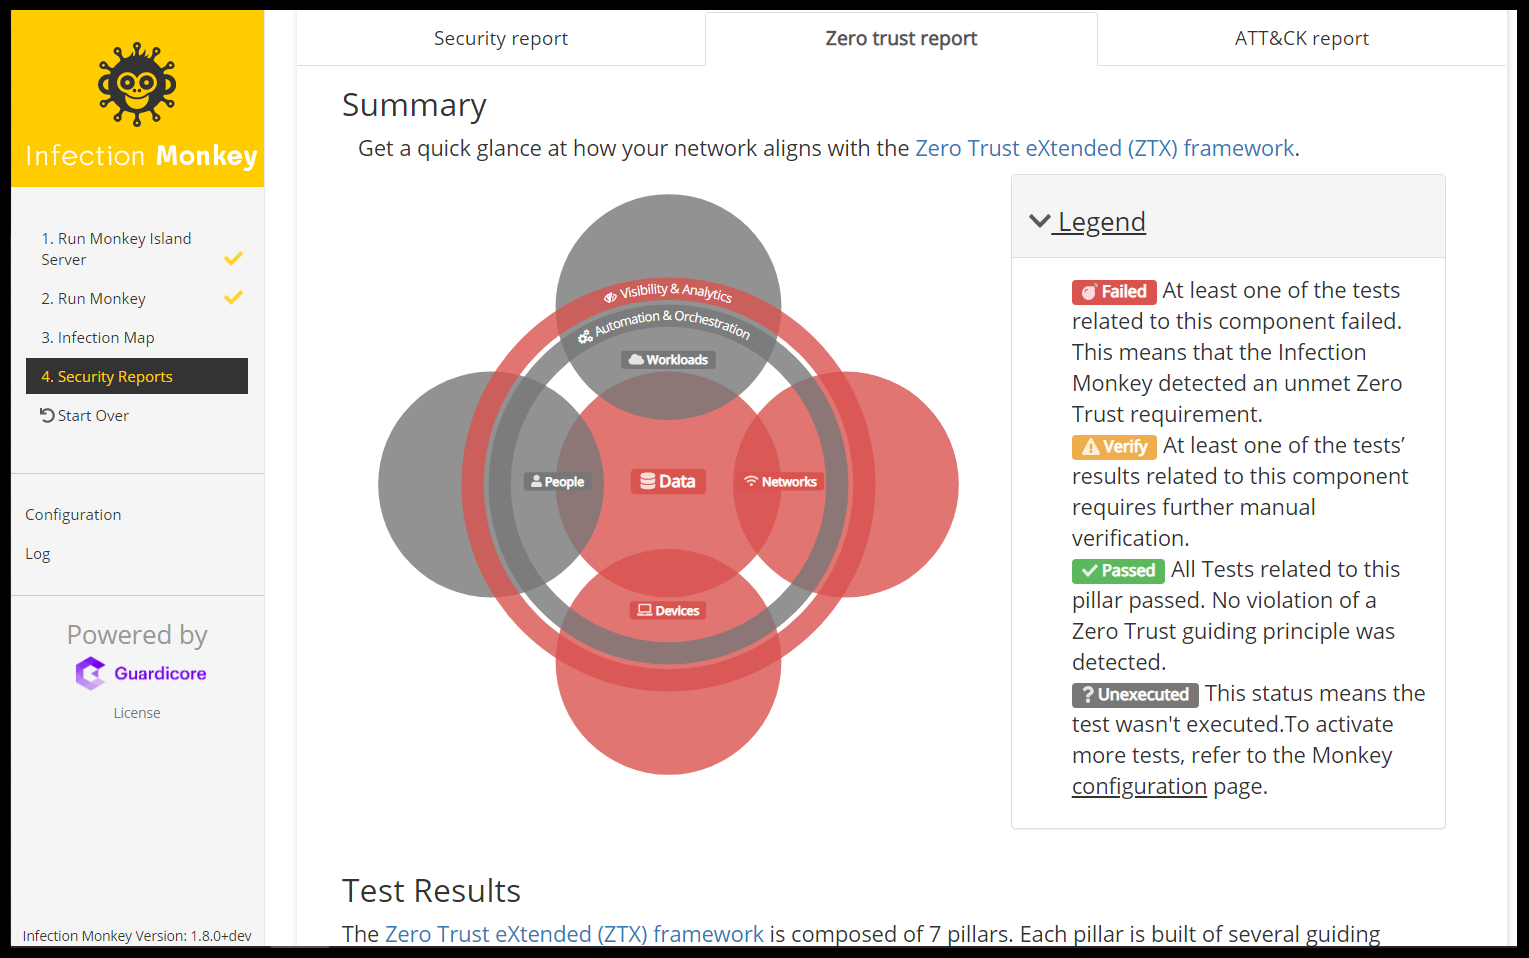 Infection Monkey
1. Run Monkey Island
Server
2. Run Monkey
3. Infection Map
4. Security Reports
Start Over
Configuration
Log
Powered by
Guardicore
License
Infection Monkey Version: 1.8.0+dev
Security report
Zero trust report
ATT&CK report
Summary
Get a quick glance at how your network aligns with the Zero Trust eXtended (ZTX) framework.
Visibility & Analytics
Automation & Orchestration
Workloads
People
Data
Networks
Devices
Legend
Failed At least one of the tests
related to this component failed.
This means that the Infection
Monkey detected an unmet Zero
Trust requirement.
Verify At least one of the tests’
results related to this component
requires further manual
verification.
Passed All Tests related to this
pillar passed. No violation of a
Zero Trust guiding principle was
detected.
Unexecuted This status means the
test wasn't executed.To activate
more tests, refer to the Monkey
configuration page.
Test Results
The Zero Trust eXtended (ZTX) framework is composed of 7 pillars. Each pillar is built of several guiding